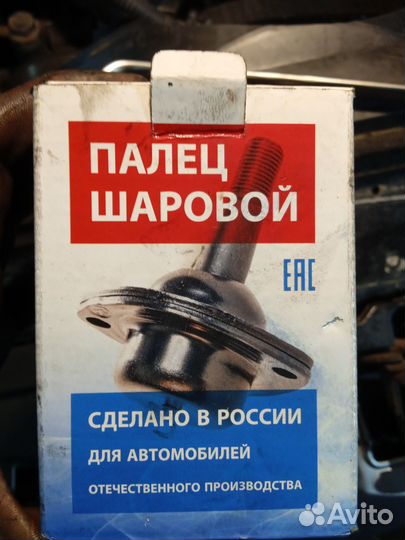 ПАЛЕЦ
ШАРОВОЙ
EAC
СДЕЛАНО В РОССИИ
ДЛЯ АВТОМОБИЛЕЙ
ОТЕЧЕСТВЕННОГО ПРОИЗВОДСТВА
Avito